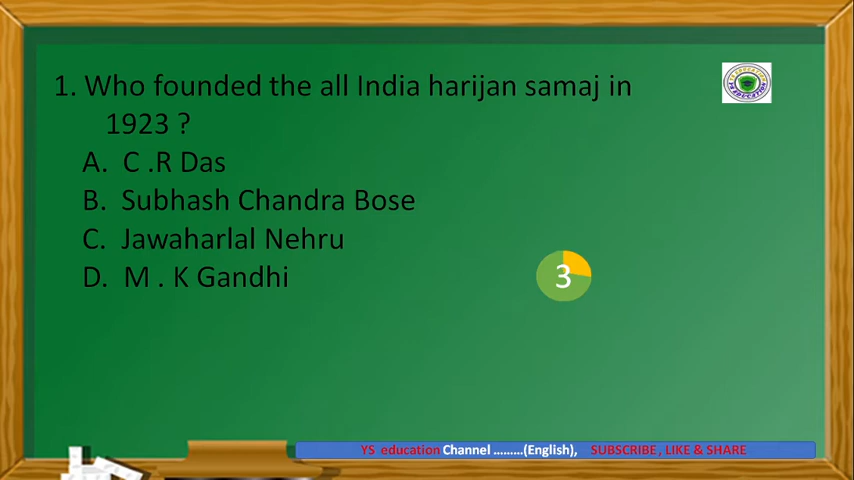 1. Who founded the all India harijan samaj in
1923 ?
A. C .R Das
B. Subhash Chandra Bose
C. Jawaharlal Nehru
D. M . K Gandhi
3
YS education Channel .........(English), SUBSCRIBE, LIKE & SHARE